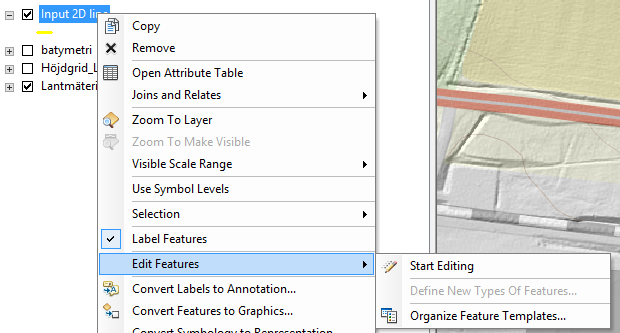 Input 2D line
batymetri
Höjdgrid_L
Lantmäteri
Copy
Remove
Open Attribute Table
Joins and Relates
Zoom To Layer
Zoom To Make Visible
Visible Scale Range
Use Symbol Levels
Selection
Label Features
Edit Features
Convert Labels to Annotation...
Convert Features to Graphics...
Convert Symbology to Representation...
Start Editing
Define New Types Of Features...
Organize Feature Templates...